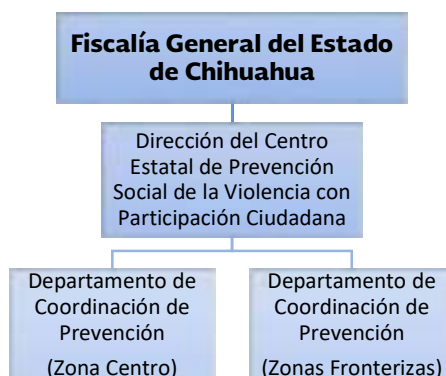 Fiscalía General del Estado
de Chihuahua
Dirección del Centro
Estatal de Prevención
Social de la Violencia con
Participación Ciudadana
Departamento de
Coordinación de
Prevención
(Zona Centro)
Departamento de
Coordinación de
Prevención
(Zonas Fronterizas)